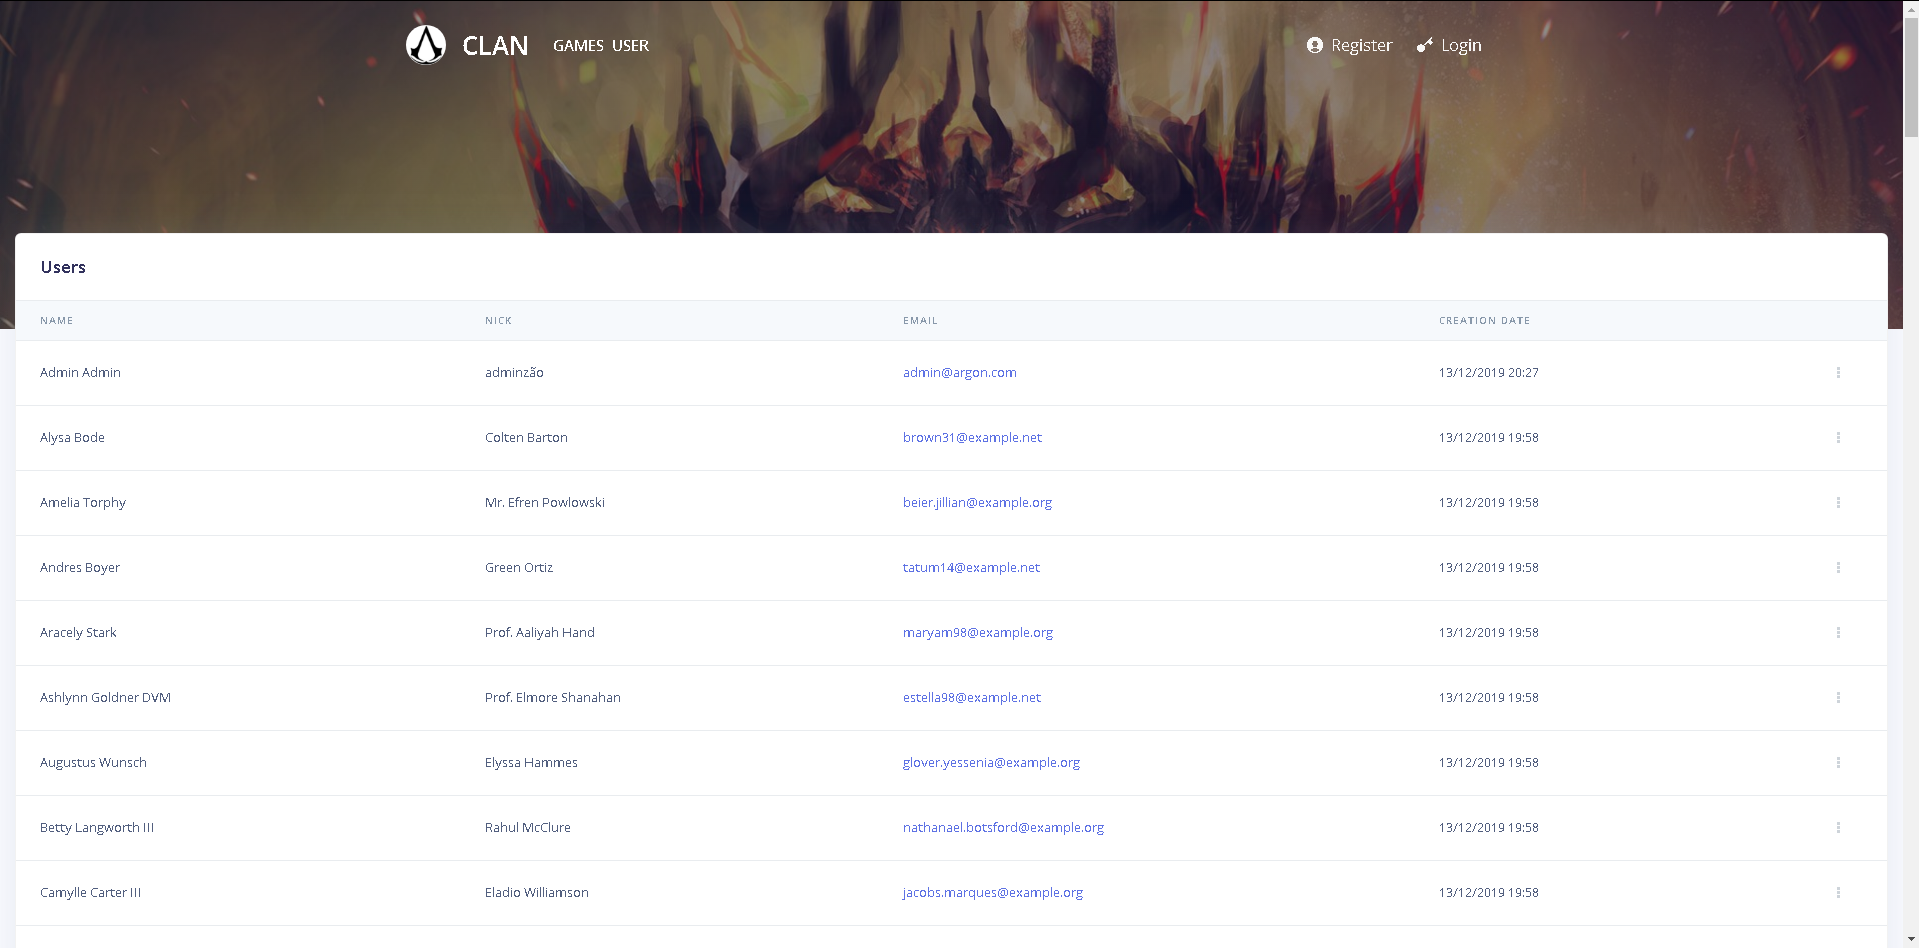 CLAN GAMES USER Register Login
Users
NAME NICK EMAIL CREATION DATE
Admin Admin adminzão admin@argon.com 13/12/2019 20:27
Alysa Bode Colten Barton brown31@example.net 13/12/2019 19:58
Amelia Torphy Mr. Efren Powlowski beier.jillian@example.org 13/12/2019 19:58
Andres Boyer Green Ortiz tatum14@example.net 13/12/2019 19:58
Aracely Stark Prof. Aaliyah Hand maryam98@example.org 13/12/2019 19:58
Ashlynn Goldner DVM Prof. Elmore Shanahan estella98@example.net 13/12/2019 19:58
Augustus Wunsch Elyssa Hammes glover.yessenia@example.org 13/12/2019 19:58
Betty Langworth III Rahul McClure nathanael.botsford@example.org 13/12/2019 19:58
Camylle Carter III Eladio Williamson jacobs.marques@example.org 13/12/2019 19:58